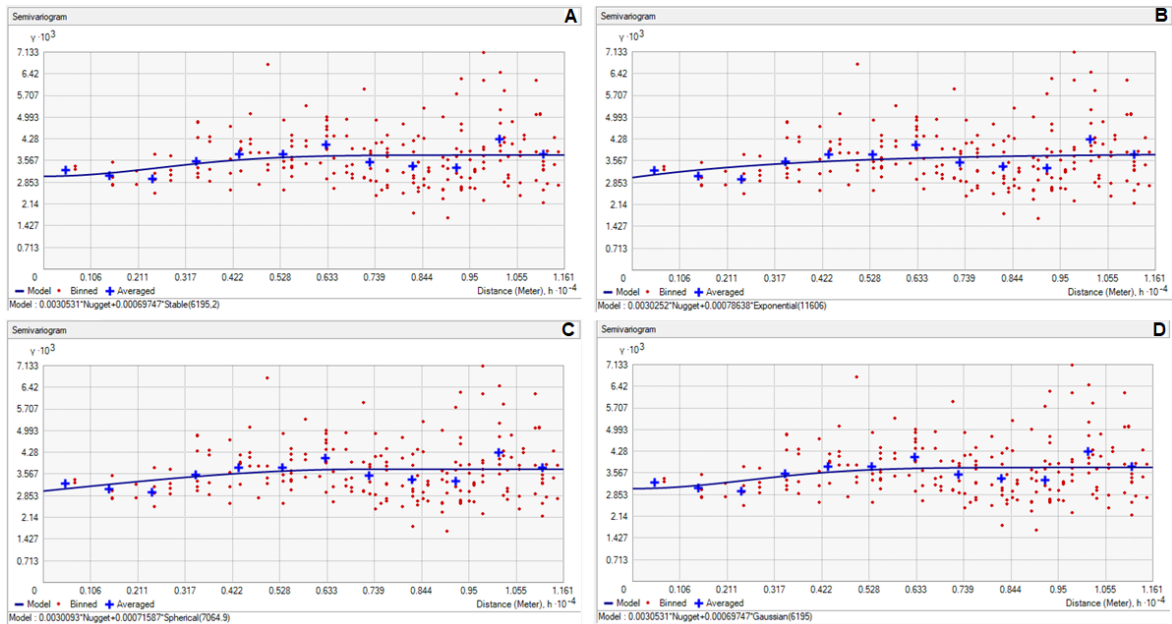 Semivariogram A
γ·10³
7.133
6.42
5.707
4.993
4.28
3.567
2.853
2.14
1.427
0.713
0 0.106 0.211 0.317 0.422 0.528 0.633 0.739 0.844 0.95 1.055 1.161
Model Binned Averaged Distance (Meter), h·10⁻⁴
Model : 0.0030531*Nugget+0.00069747*Stable(6195,2)
Semivariogram B
γ·10³
7.133
6.42
5.707
4.993
4.28
3.567
2.853
2.14
1.427
0.713
0 0.106 0.211 0.317 0.422 0.528 0.633 0.739 0.844 0.95 1.055 1.161
Model Binned Averaged Distance (Meter), h·10⁻⁴
Model : 0.0030252*Nugget+0.00078638*Exponential(11606)
Semivariogram C
γ·10³
7.133
6.42
5.707
4.993
4.28
3.567
2.853
2.14
1.427
0.713
0 0.106 0.211 0.317 0.422 0.528 0.633 0.739 0.844 0.95 1.055 1.161
Model Binned Averaged Distance (Meter), h·10⁻⁴
Model : 0.0030093*Nugget+0.00071587*Spherical(7064.9)
Semivariogram D
γ·10³
7.133
6.42
5.707
4.993
4.28
3.567
2.853
2.14
1.427
0.713
0 0.106 0.211 0.317 0.422 0.528 0.633 0.739 0.844 0.95 1.055 1.161
Model Binned Averaged Distance (Meter), h·10⁻⁴
Model : 0.0030531*Nugget+0.00069747*Gaussian(6195)